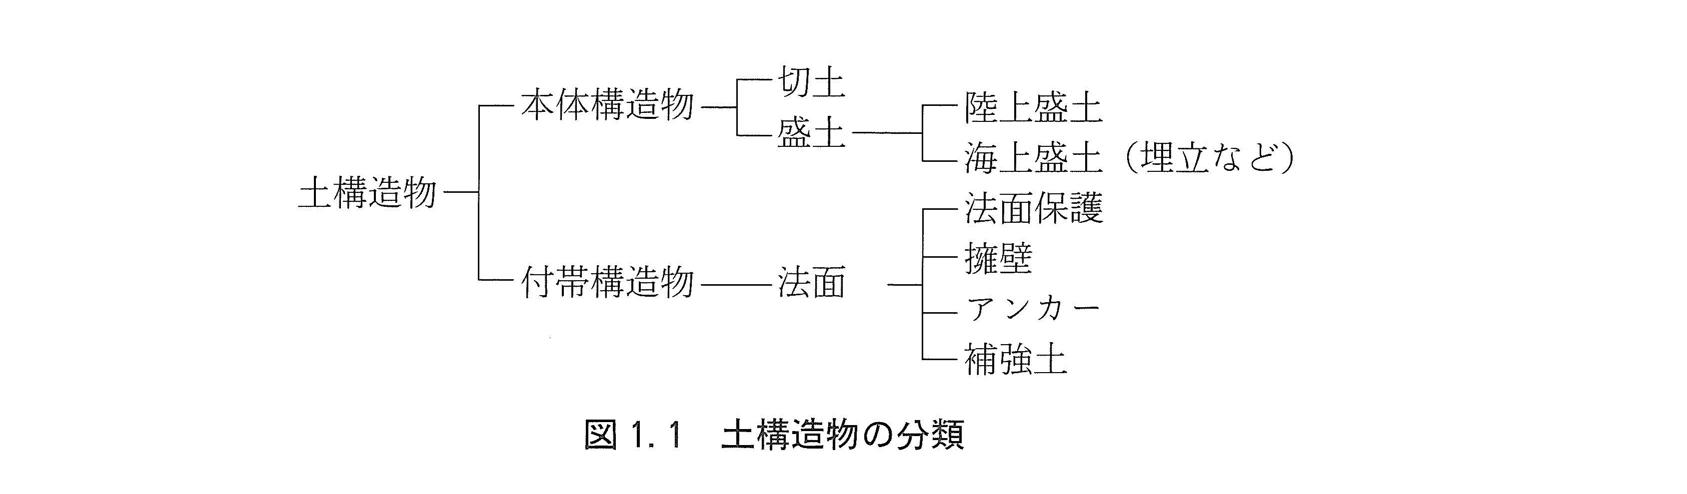 土構造物
本体構造物
切土
盛土
陸上盛土
海上盛土（埋立など）
付帯構造物
法面
法面保護
擁壁
アンカー
補強土
図1.1 土構造物の分類